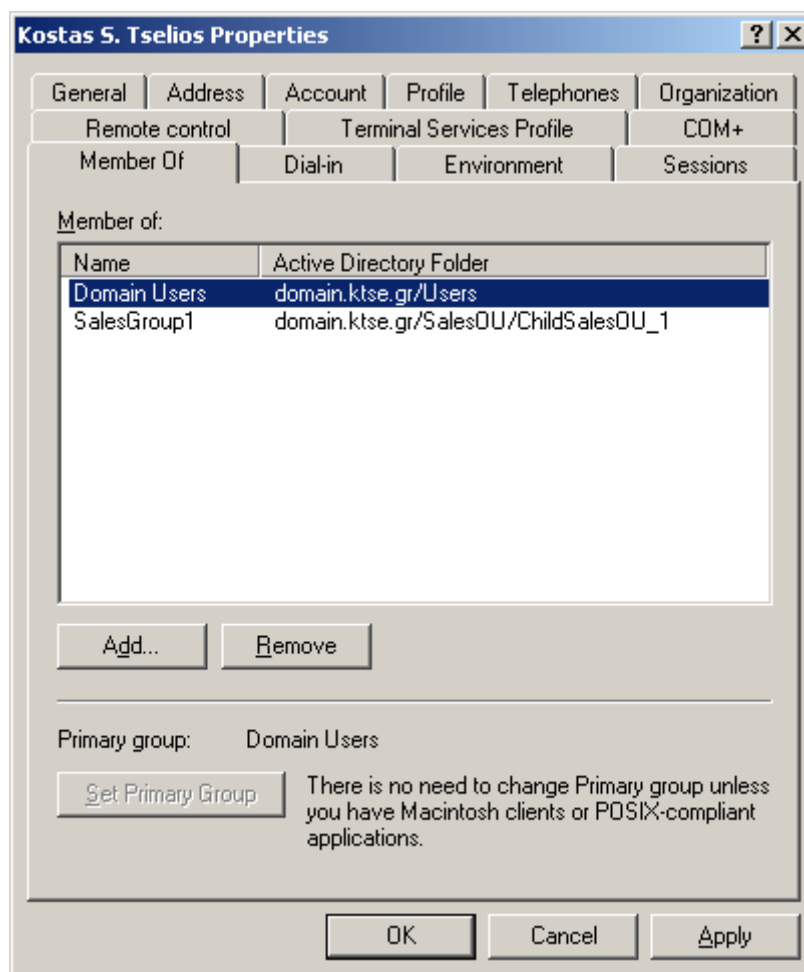 Kostas S. Tselios Properties
General Address Account Profile Telephones Organization
Remote control Terminal Services Profile COM+
Member Of Dial-in Environment Sessions
Member of:
Name Active Directory Folder
Domain Users domain.ktse.gr/Users
SalesGroup1 domain.ktse.gr/SalesOU/ChildSalesOU_1
Add... Remove
Primary group: Domain Users
Set Primary Group
There is no need to change Primary group unless
you have Macintosh clients or POSIX-compliant
applications.
OK Cancel Apply